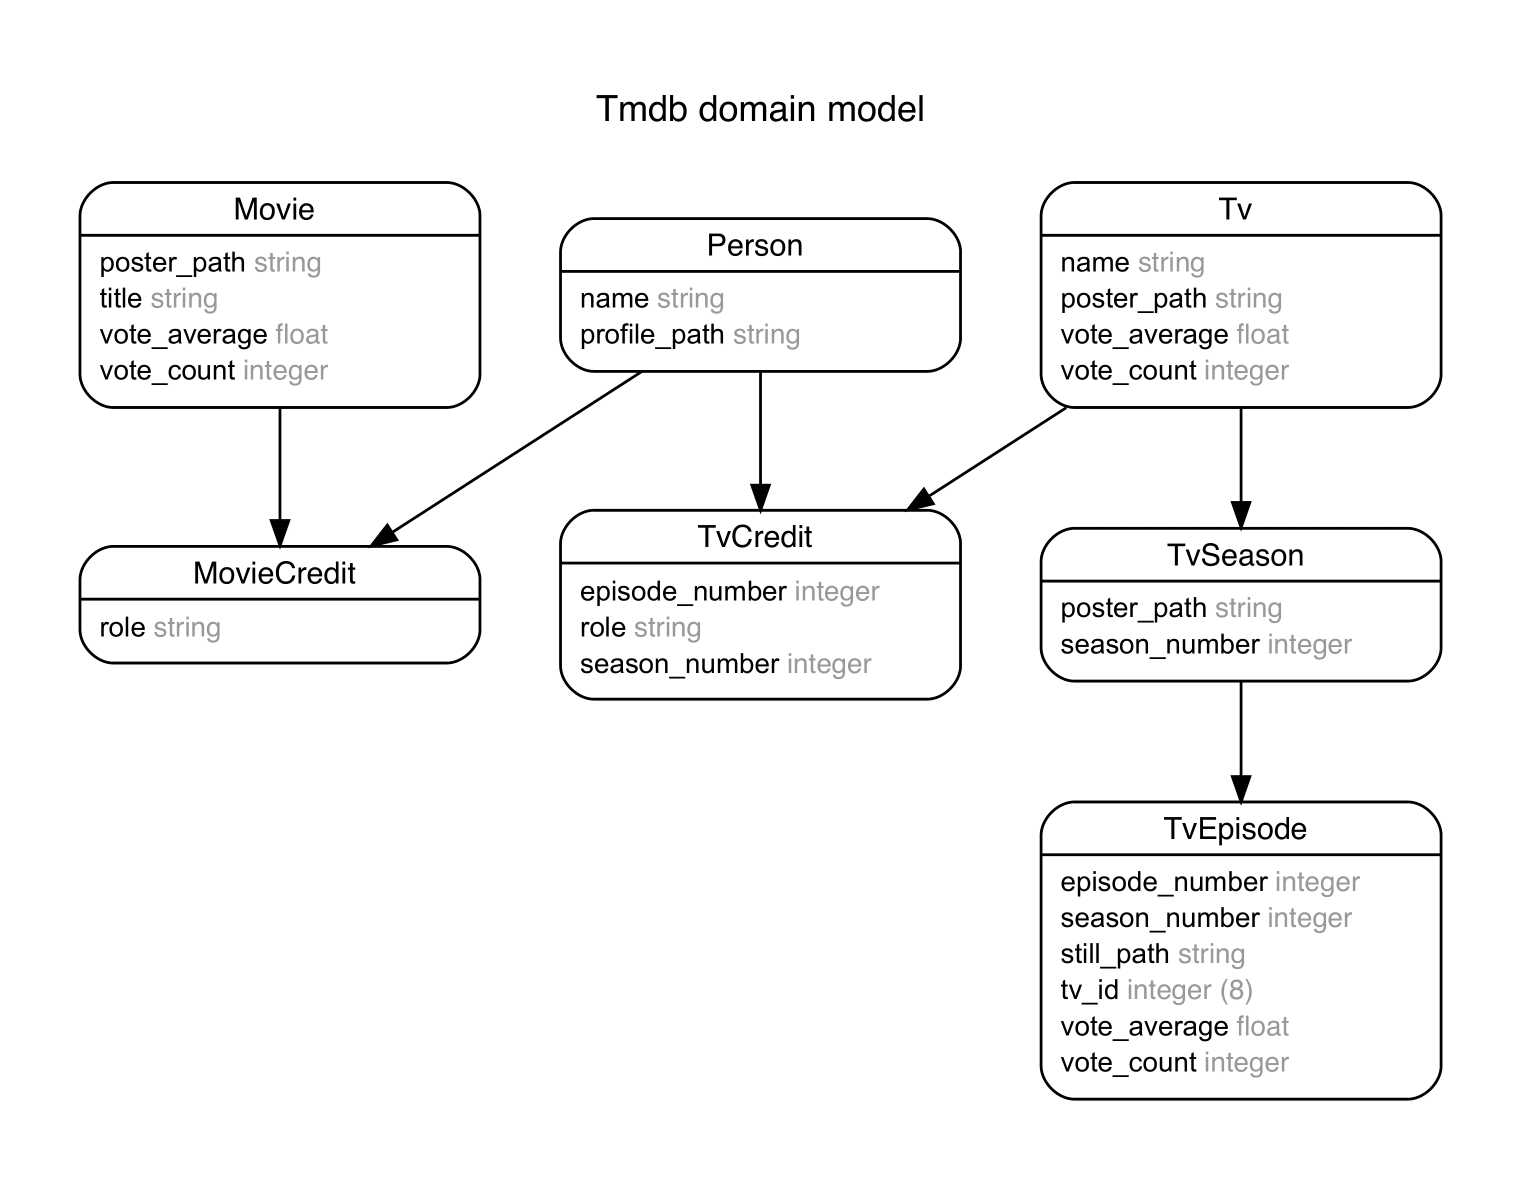 Tmdb domain model
Movie
poster_path string
title string
vote_average float
vote_count integer
Person
name string
profile_path string
Tv
name string
poster_path string
vote_average float
vote_count integer
MovieCredit
role string
TvCredit
episode_number integer
role string
season_number integer
TvSeason
poster_path string
season_number integer
TvEpisode
episode_number integer
season_number integer
still_path string
tv_id integer (8)
vote_average float
vote_count integer